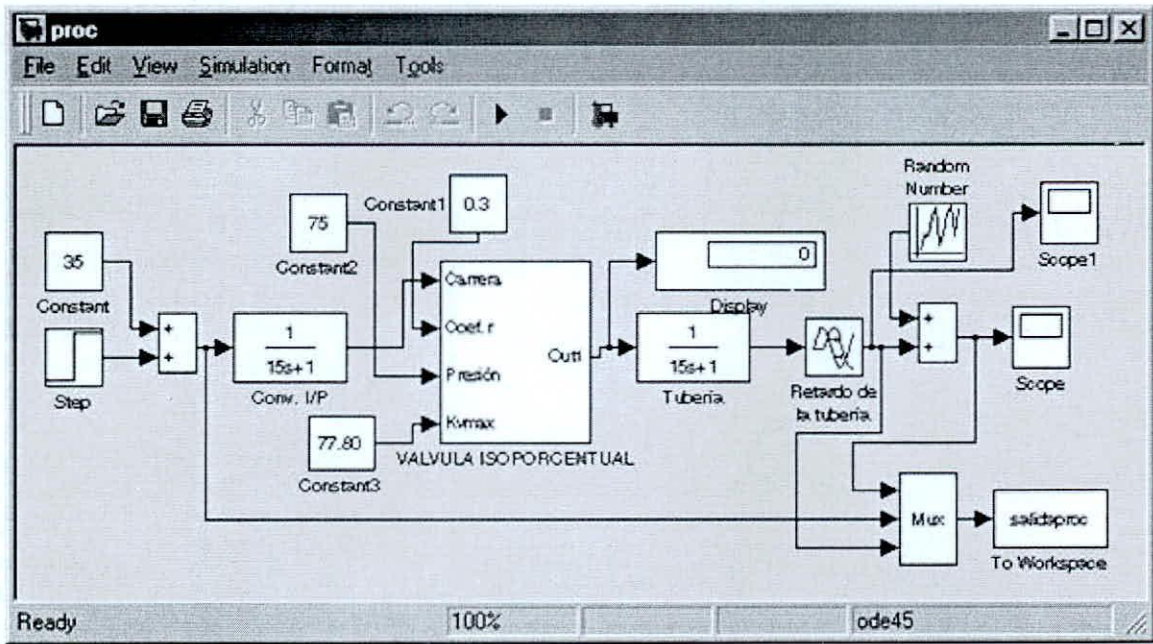 proc
File Edit View Simulation Format Tools
Random
Number
Constant1
0.3
75
Constant2
35
Constant
Scope1
0
Display
Carrera
Coef. r
Presión
Kvmax
Out1
VALVULA ISOPORCENTUAL
+
+
Step
1
15s+1
Conv. I/P
1
15s+1
Tubería
Retardo de
la tubería
+
+
Scope
77.80
Constant3
Mux
salidaproc
To Workspace
Ready 100% ode45